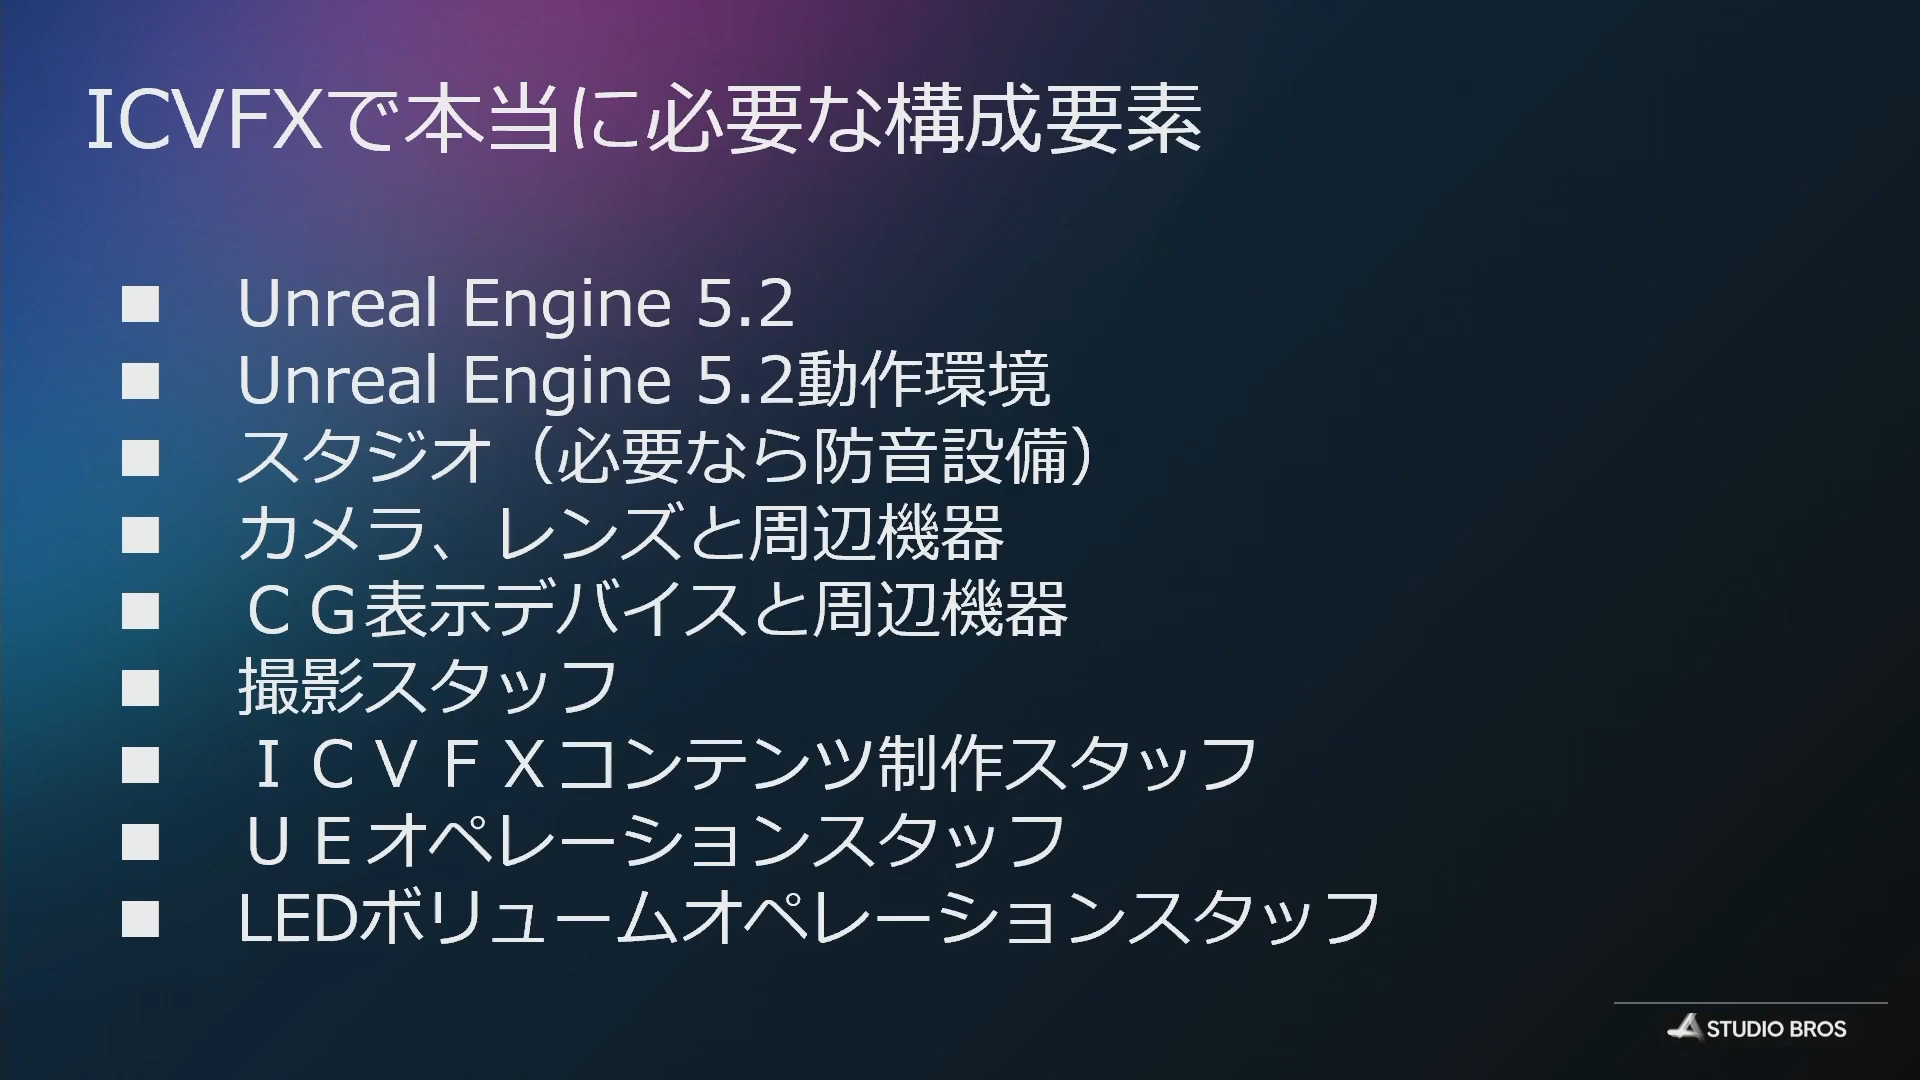 ICVFXで本当に必要な構成要素
■ Unreal Engine 5.2
■ Unreal Engine 5.2動作環境
■ スタジオ（必要なら防音設備）
■ カメラ、レンズと周辺機器
■ ＣＧ表示デバイスと周辺機器
■ 撮影スタッフ
■ ＩＣＶＦＸコンテンツ制作スタッフ
■ ＵＥオペレーションスタッフ
■ LEDボリュームオペレーションスタッフ
STUDIO BROS